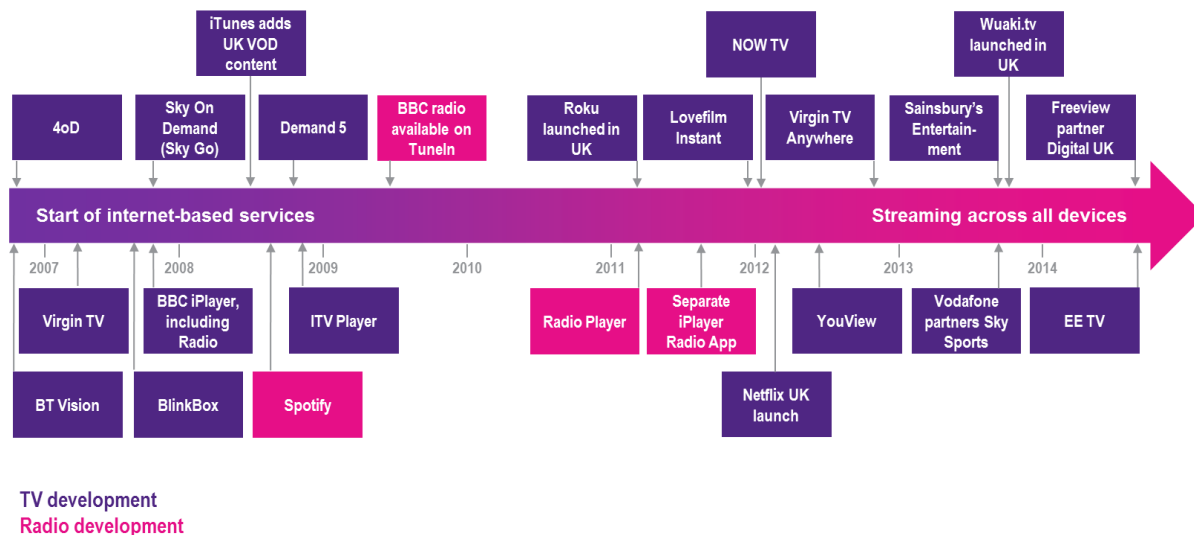 iTunes adds
UK VOD
content
NOW TV
Wuaki.tv
launched in
UK
4oD
Sky On
Demand
(Sky Go)
Demand 5
BBC radio
available on
TuneIn
Roku
launched in
UK
Lovefilm
Instant
Virgin TV
Anywhere
Sainsbury's
Entertain-
ment
Freeview
partner
Digital UK
Start of internet-based services
Streaming across all devices
2007
2008
2009
2010
2011
2012
2013
2014
Virgin TV
BBC iPlayer,
including
Radio
ITV Player
Radio Player
Separate
iPlayer
Radio App
YouView
Vodafone
partners Sky
Sports
EE TV
BT Vision
BlinkBox
Spotify
Netflix UK
launch
TV development
Radio development